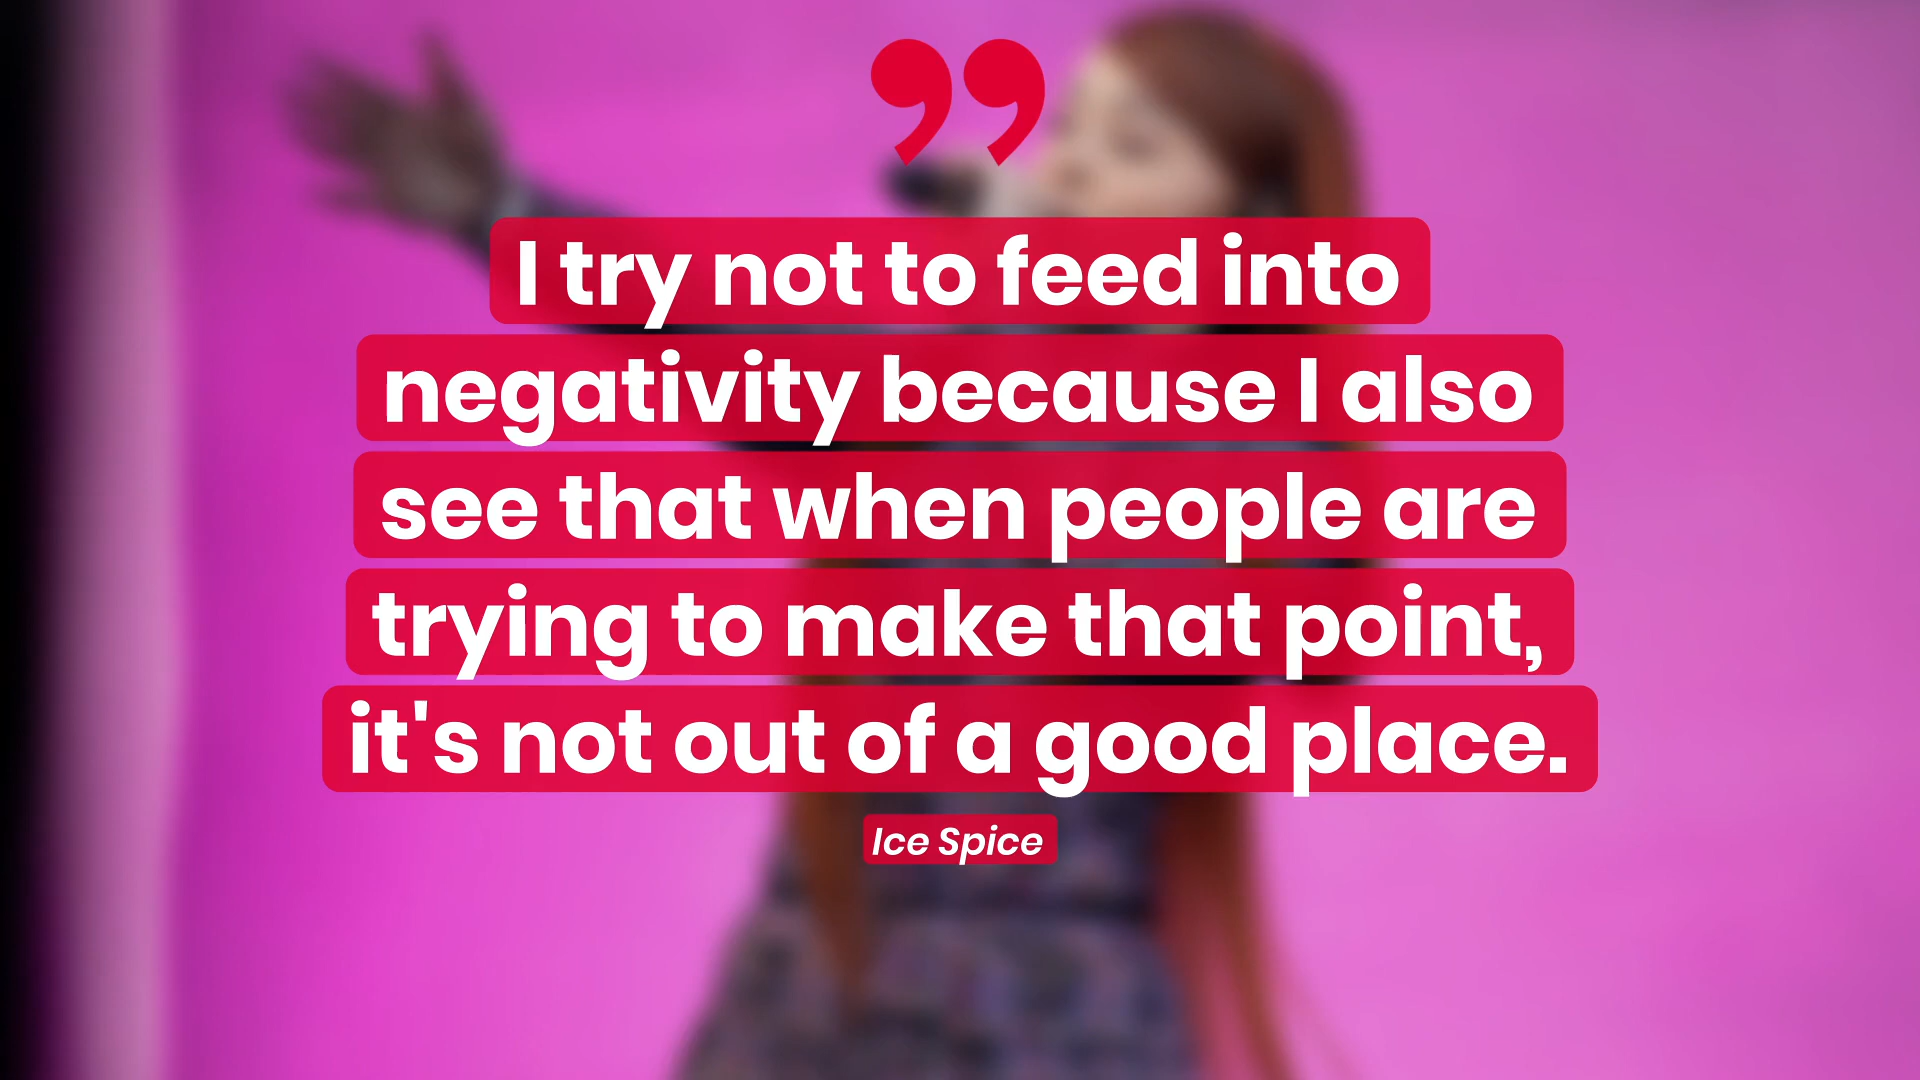 ”
I try not to feed into
negativity because I also
see that when people are
trying to make that point,
it's not out of a good place.
Ice Spice